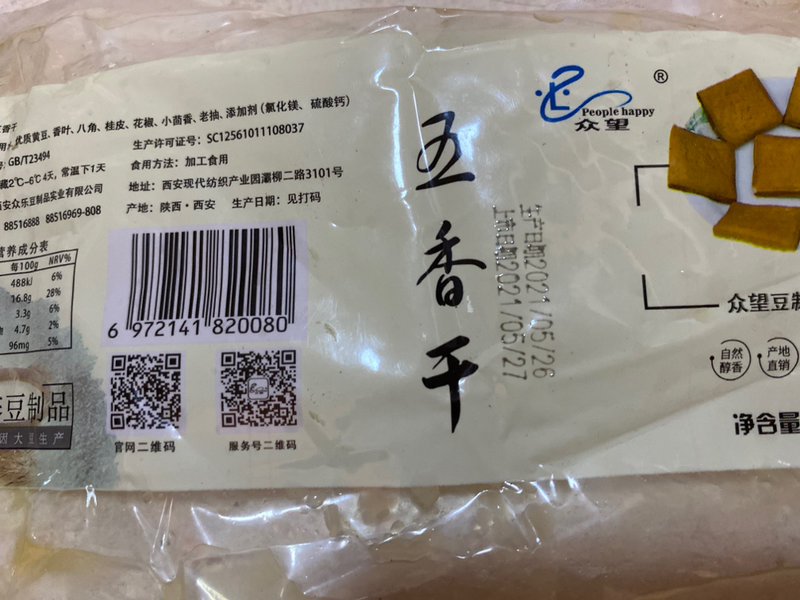 香干
优质黄豆、香叶、八角、桂皮、花椒、小茴香、老抽、添加剂(氯化镁、硫酸钙)
GB/T23494
生产许可证号: SC12561011108037
藏2℃-6℃4天, 常温下1天
食用方法: 加工食用
西安众乐豆制品实业有限公司
地址: 西安现代纺织产业园灞柳二路3101号
88516888 88516969-808
产地: 陕西·西安 生产日期: 见打码
营养成分表
每100g NRV%
488kJ 6%
16.8g 28%
3.3g 6%
4.7g 2%
96mg 5%
6 972141 820080
官网二维码
服务号二维码
豆制品
因大豆生产
五香干
生产日期2021/05/26
上市日期2021/05/27
People happy
众望
®
众望豆制
自然
醇香
产地
直销
净含量